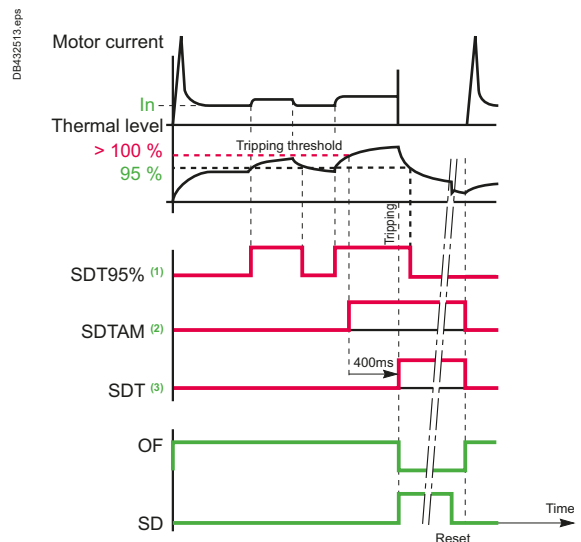 DB432513.eps
Motor current
In
Thermal level
> 100 %
Tripping threshold
95 %
Tripping
SDT95% (1)
SDTAM (2)
400ms
SDT (3)
OF
SD
Time
Reset